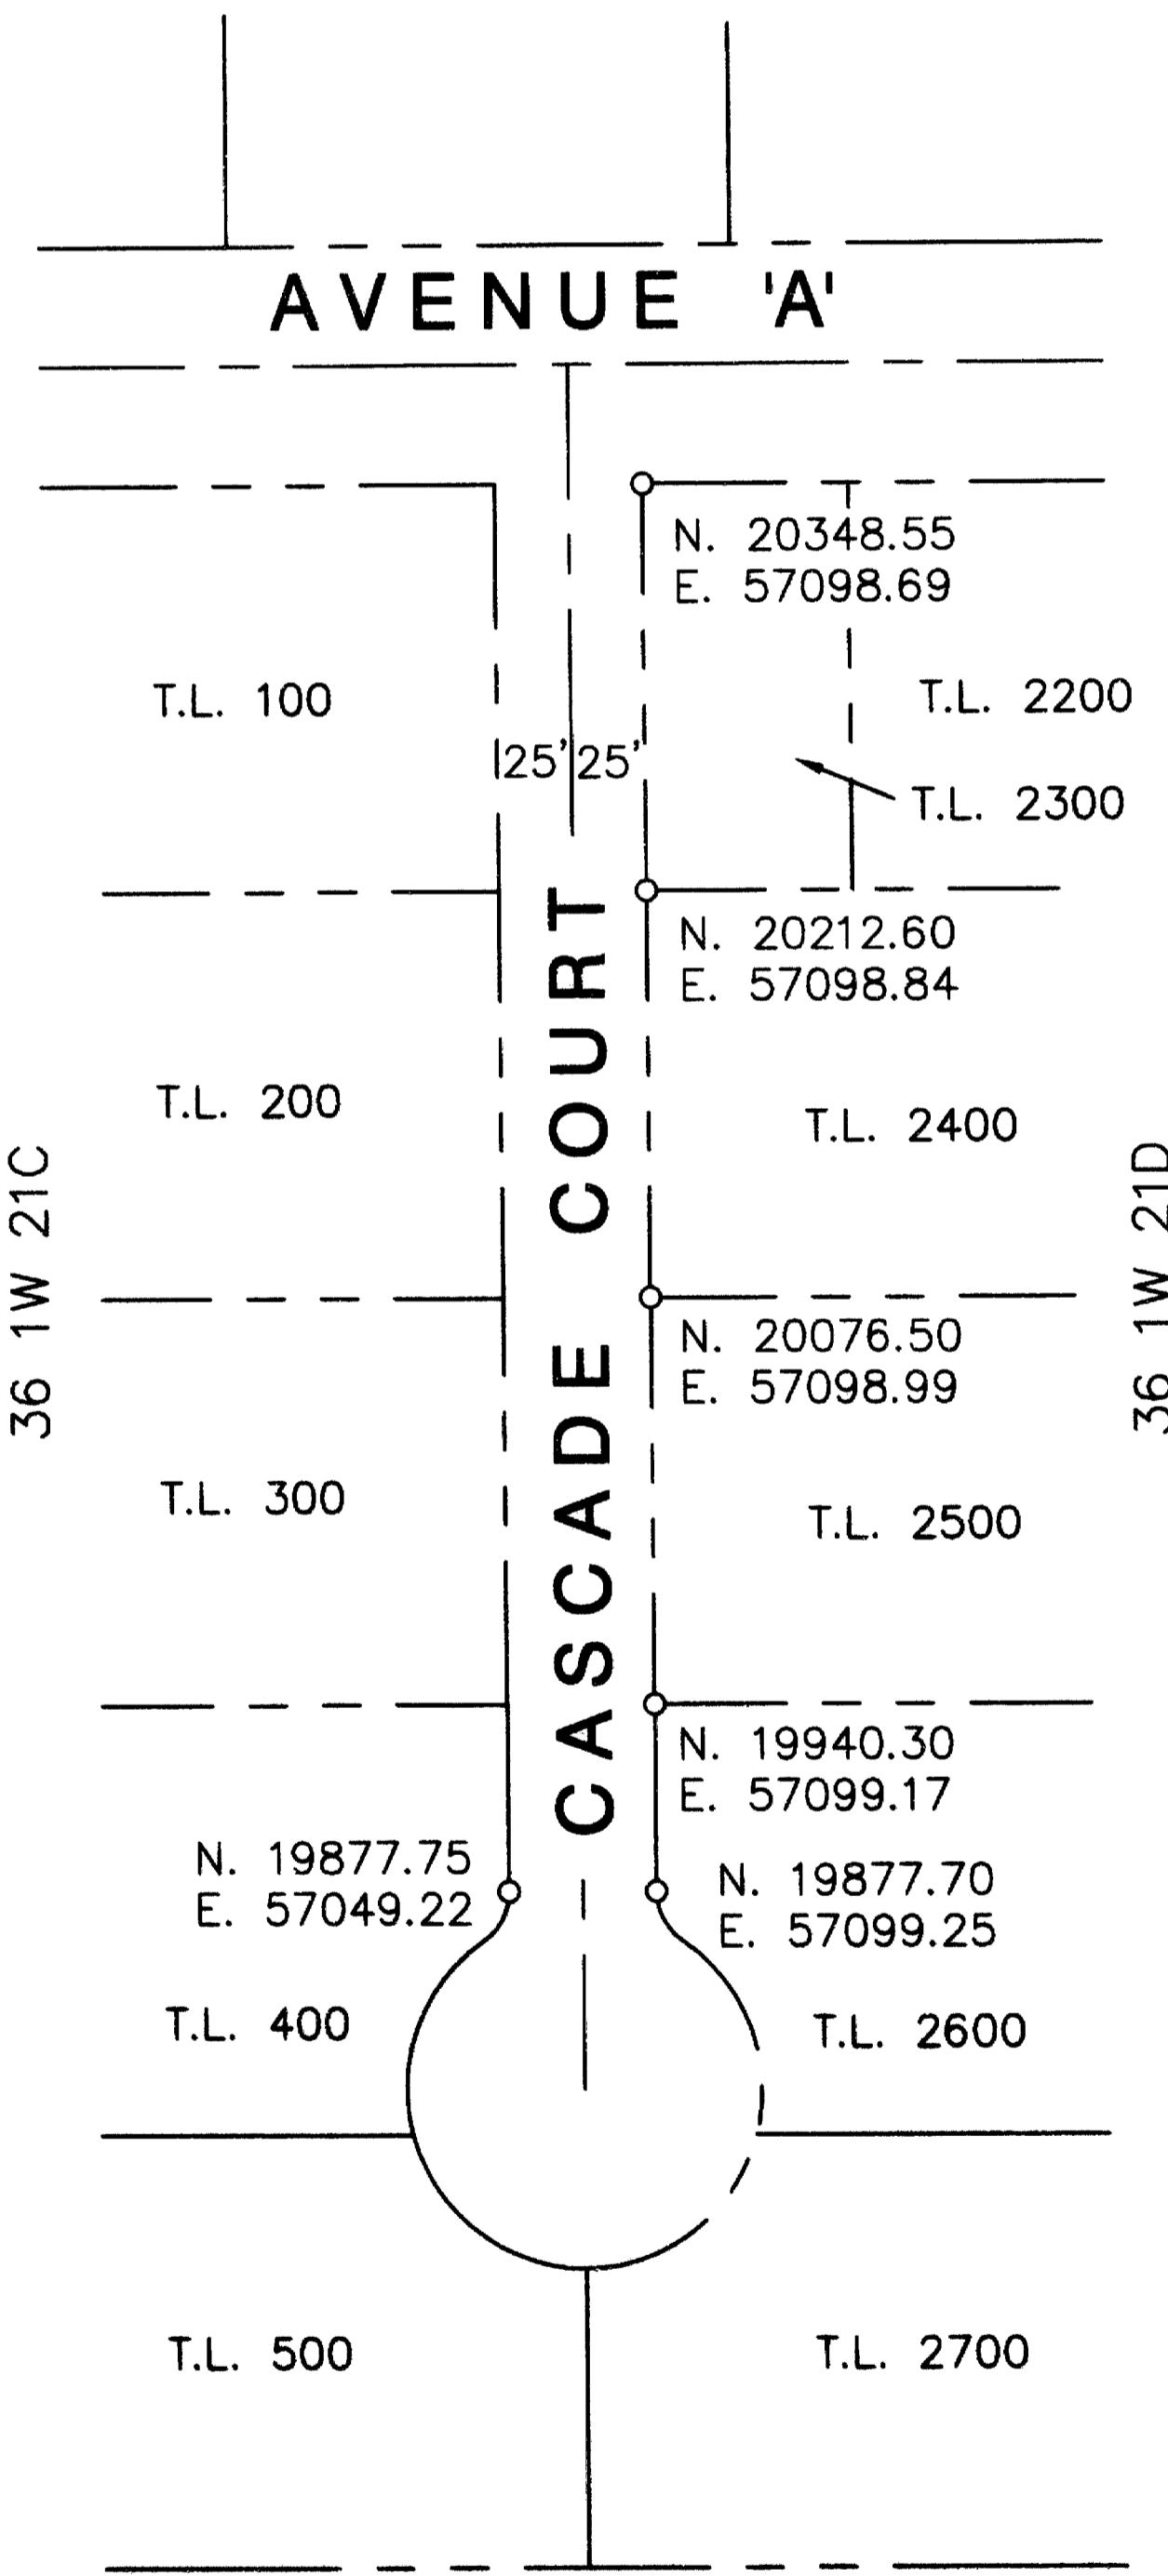 AVENUE 'A'
N. 20348.55
E. 57098.69
T.L. 100
T.L. 2200
25' 25'
T.L. 2300
N. 20212.60
E. 57098.84
T.L. 200
T.L. 2400
36 1W 21C
CASCADE COURT
36 1W 21D
N. 20076.50
E. 57098.99
T.L. 300
T.L. 2500
N. 19940.30
E. 57099.17
N. 19877.75
E. 57049.22
N. 19877.70
E. 57099.25
T.L. 400
T.L. 2600
T.L. 500
T.L. 2700